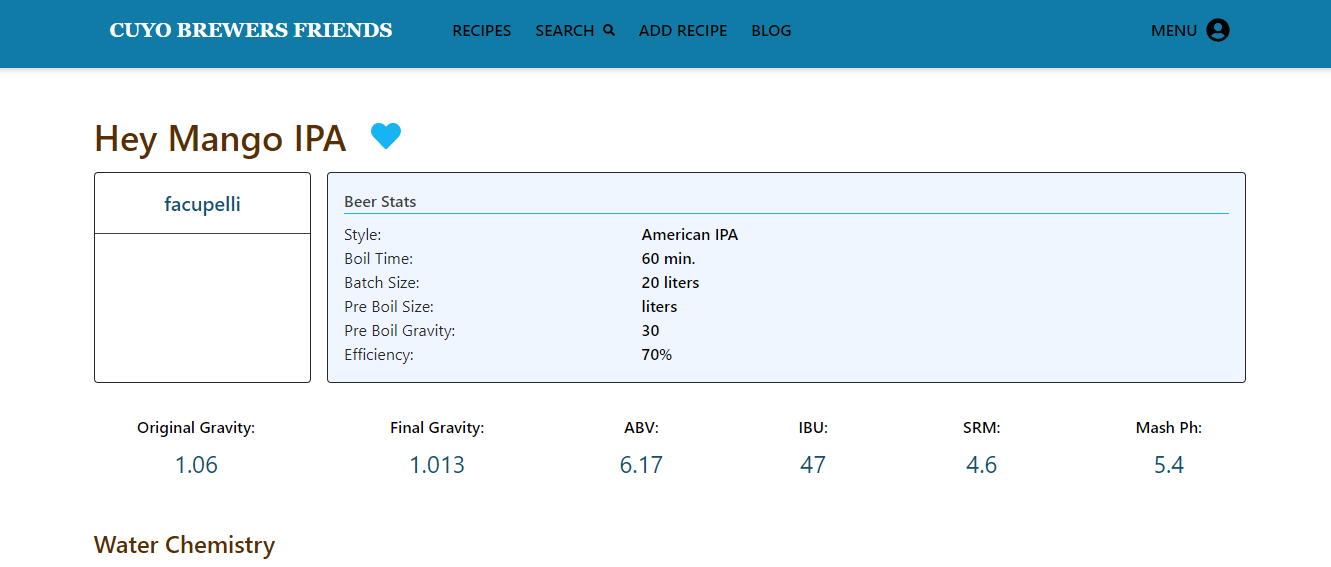 CUYO BREWERS FRIENDS RECIPES SEARCH ADD RECIPE BLOG MENU
Hey Mango IPA
facupelli
Beer Stats
Style: American IPA
Boil Time: 60 min.
Batch Size: 20 liters
Pre Boil Size: liters
Pre Boil Gravity: 30
Efficiency: 70%
Original Gravity: Final Gravity: ABV: IBU: SRM: Mash Ph:
1.06 1.013 6.17 47 4.6 5.4
Water Chemistry